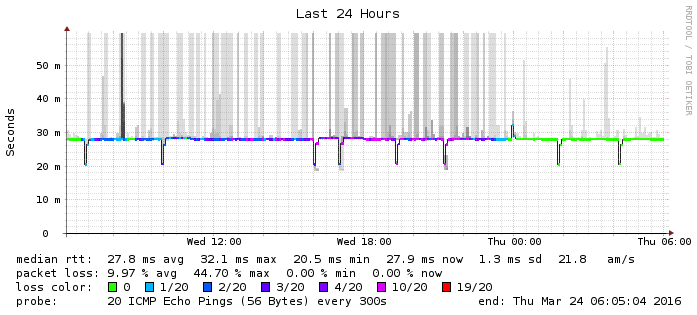 Last 24 Hours
RRDTOOL / TOBI OETIKER
Seconds
50 m
40 m
30 m
20 m
10 m
0
Wed 12:00 Wed 18:00 Thu 00:00 Thu 06:00
median rtt: 27.8 ms avg 32.1 ms max 20.5 ms min 27.9 ms now 1.3 ms sd 21.8 am/s
packet loss: 9.97 % avg 44.70 % max 0.00 % min 0.00 % now
loss color: 0 1/20 2/20 3/20 4/20 10/20 19/20
probe: 20 ICMP Echo Pings (56 Bytes) every 300s end: Thu Mar 24 06:05:04 2016